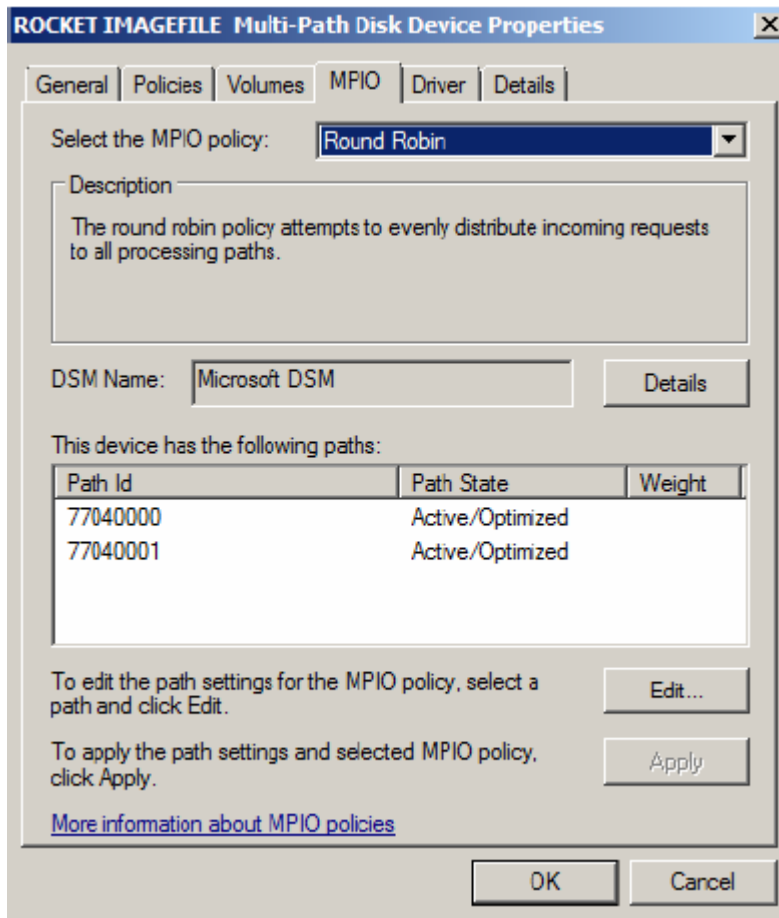 ROCKET IMAGEFILE Multi-Path Disk Device Properties
General Policies Volumes MPIO Driver Details
Select the MPIO policy: Round Robin
Description
The round robin policy attempts to evenly distribute incoming requests
to all processing paths.
DSM Name: Microsoft DSM Details
This device has the following paths:
Path Id Path State Weight
77040000 Active/Optimized
77040001 Active/Optimized
To edit the path settings for the MPIO policy, select a
path and click Edit.
Edit...
To apply the path settings and selected MPIO policy,
click Apply.
Apply
More information about MPIO policies
OK Cancel